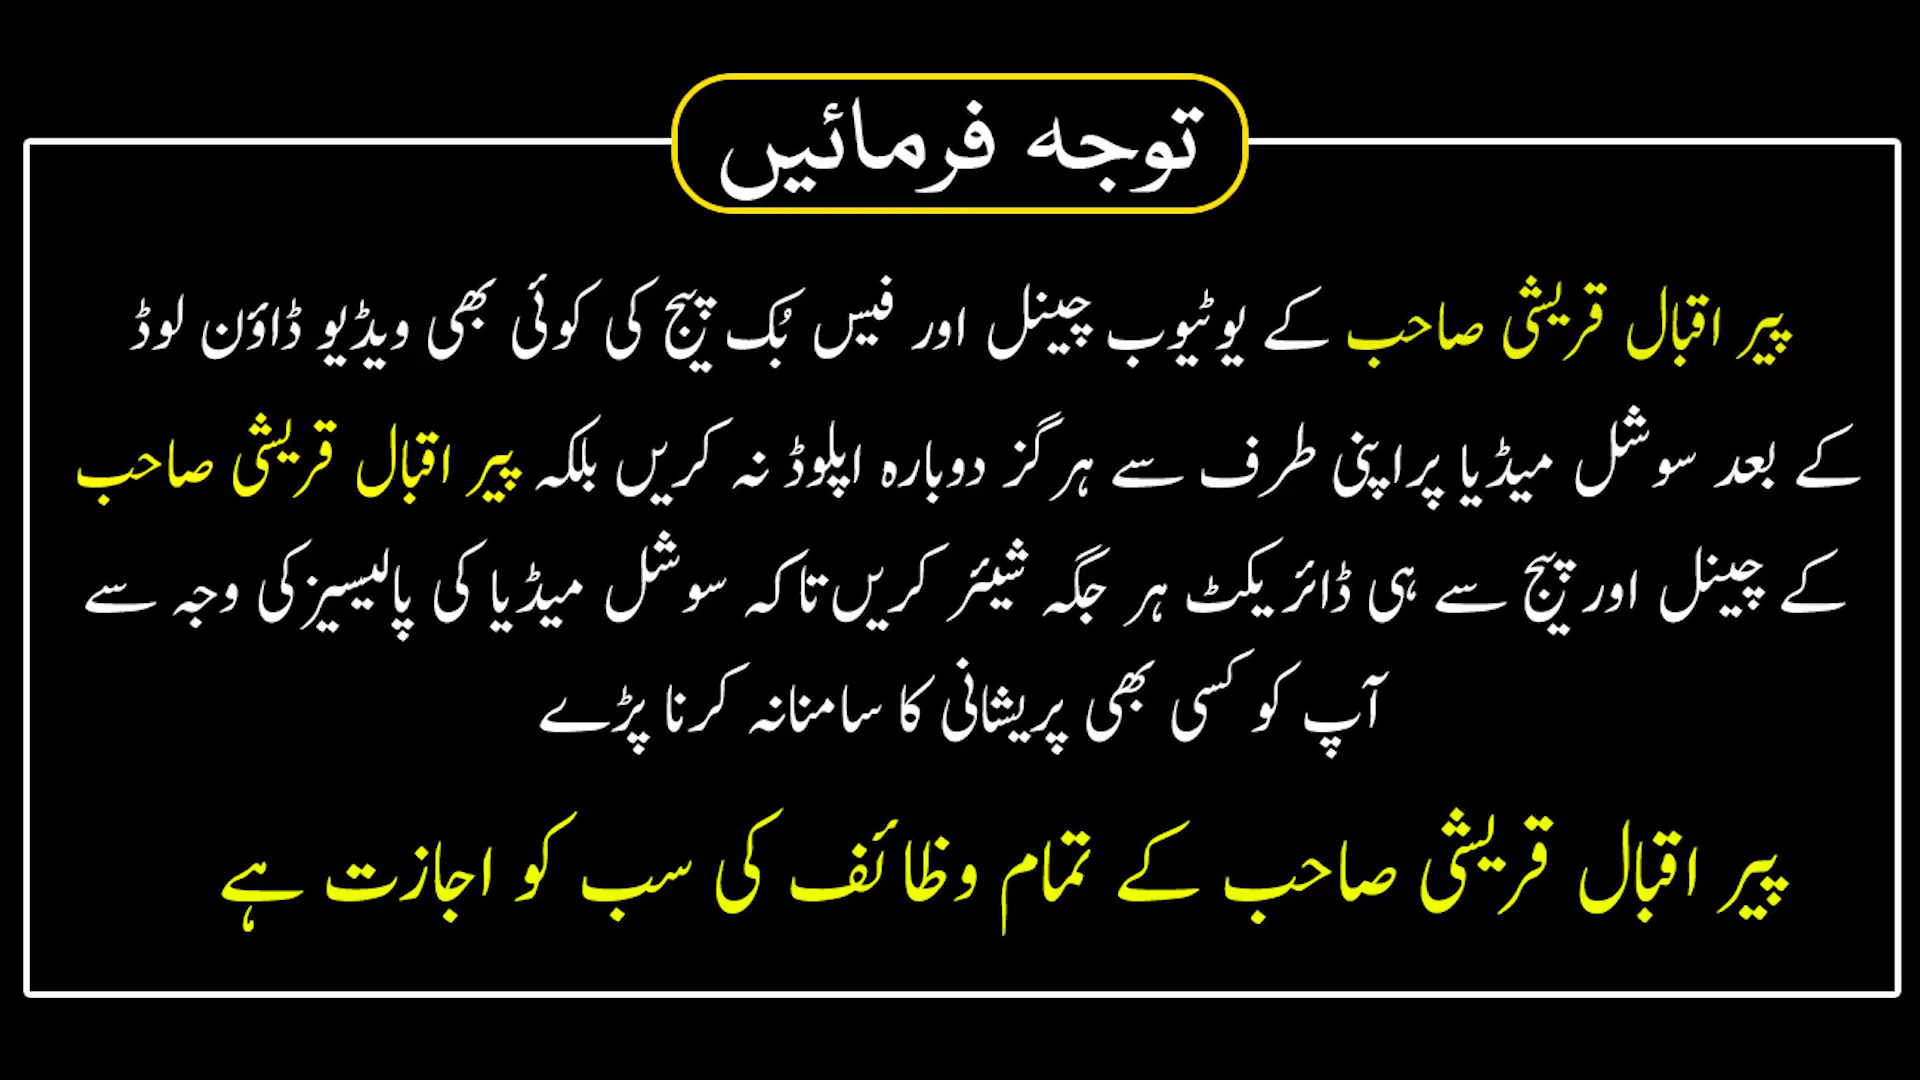 توجہ فرمائیں
پیر اقبال قریشی صاحب کے یوٹیوب چینل اور فیس بُک پیج کی کوئی بھی ویڈیو ڈاؤن لوڈ
کے بعد سوشل میڈیا پر اپنی طرف سے ہرگز دوبارہ اپلوڈ نہ کریں بلکہ پیر اقبال قریشی صاحب
کے چینل اور پیج سے ہی ڈائریکٹ ہر جگہ شیئر کریں تاکہ سوشل میڈیا کی پالیسیز کی وجہ سے
آپ کو کسی بھی پریشانی کا سامنا نہ کرنا پڑے
پیر اقبال قریشی صاحب کے تمام وظائف کی سب کو اجازت ہے